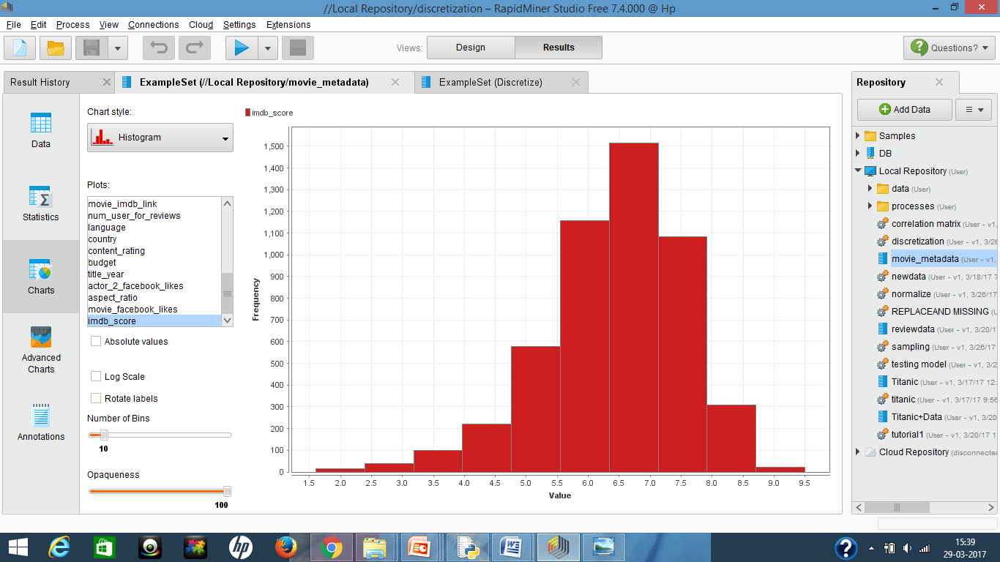 //Local Repository/discretization – RapidMiner Studio Free 7.4.000 @ Hp
File Edit Process View Connections Cloud Settings Extensions
Views: Design Results
Questions?
Result History
ExampleSet (//Local Repository/movie_metadata)
ExampleSet (Discretize)
Data
Statistics
Charts
Advanced
Charts
Annotations
Chart style:
Histogram
Plots:
movie_imdb_link
num_user_for_reviews
language
country
content_rating
budget
title_year
actor_2_facebook_likes
aspect_ratio
movie_facebook_likes
imdb_score
Absolute values
Log Scale
Rotate labels
Number of Bins
10
Opaqueness
100
imdb_score
1,500
1,400
1,300
1,200
1,100
1,000
900
800
700
600
500
400
300
200
100
0
Frequency
1.5 2.0 2.5 3.0 3.5 4.0 4.5 5.0 5.5 6.0 6.5 7.0 7.5 8.0 8.5 9.0 9.5
Value
Repository
Add Data
Samples
DB
Local Repository (User)
data (User)
processes (User)
correlation matrix (User - v1,
discretization (User - v1, 3/26
movie_metadata (User - v1,
newdata (User - v1, 3/18/17 7
normalize (User - v1, 3/26/17
REPLACEAND MISSING (U
reviewdata (User - v1, 3/20/1
sampling (User - v1, 3/26/17
testing model (User - v1, 3/2
Titanic (User - v1, 3/17/17 12:
titanic (User - v1, 3/17/17 9:56
Titanic+Data (User - v1, 3/20
tutorial1 (User - v1, 3/20/17 1
Cloud Repository (disconnected
hp
15:39
29-03-2017